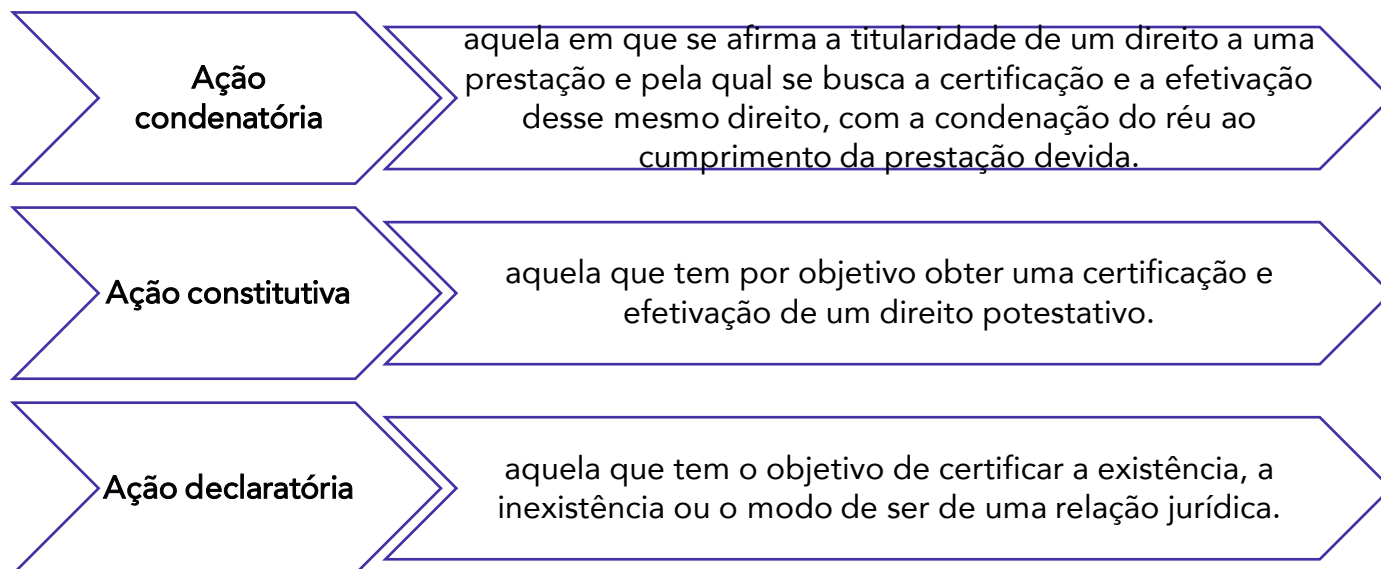 Ação
condenatória
aquela em que se afirma a titularidade de um direito a uma
prestação e pela qual se busca a certificação e a efetivação
desse mesmo direito, com a condenação do réu ao
cumprimento da prestação devida.
Ação constitutiva
aquela que tem por objetivo obter uma certificação e
efetivação de um direito potestativo.
Ação declaratória
aquela que tem o objetivo de certificar a existência, a
inexistência ou o modo de ser de uma relação jurídica.